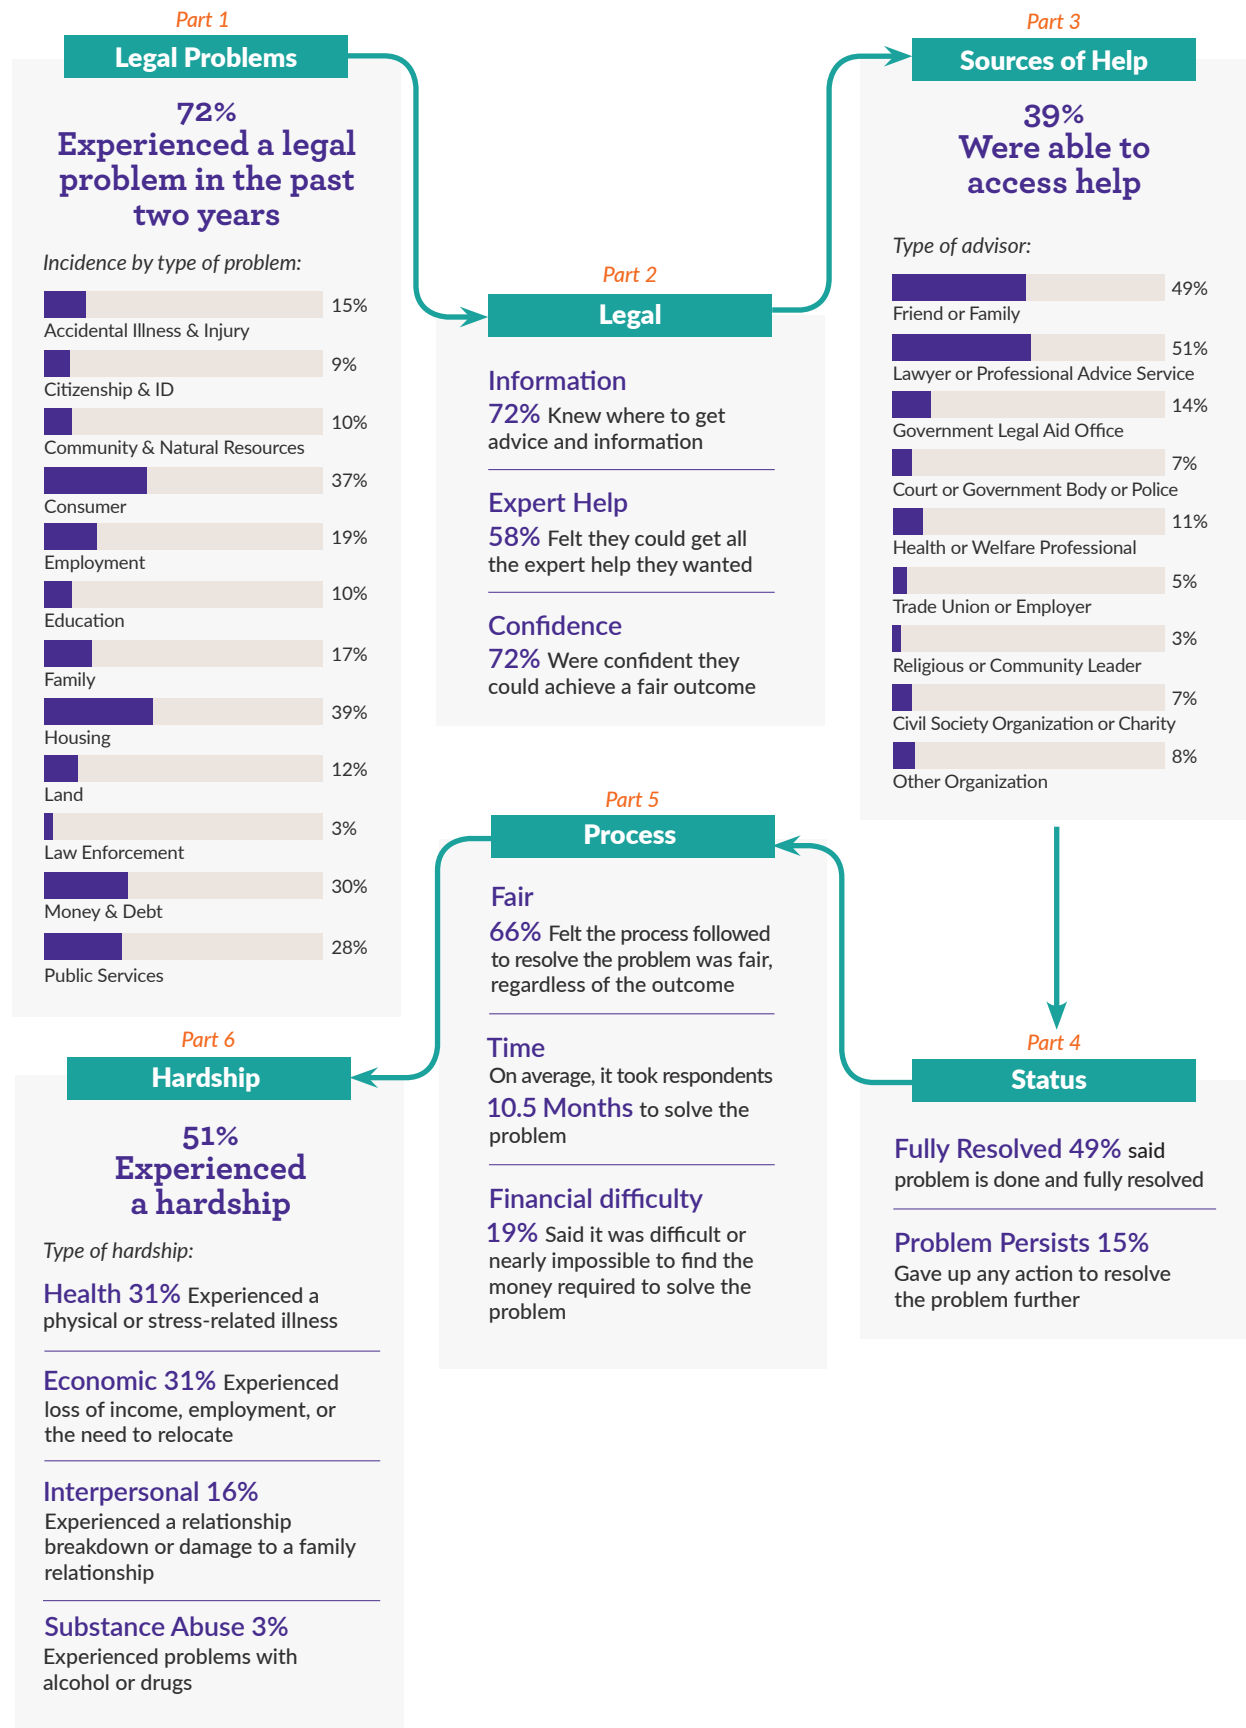 Part 1
Legal Problems
72%
Experienced a legal
problem in the past
two years
Incidence by type of problem:
15%
Accidental Illness & Injury
9%
Citizenship & ID
10%
Community & Natural Resources
37%
Consumer
19%
Employment
10%
Education
17%
Family
39%
Housing
12%
Land
3%
Law Enforcement
30%
Money & Debt
28%
Public Services
Part 2
Legal
Information
72% Knew where to get
advice and information
Expert Help
58% Felt they could get all
the expert help they wanted
Confidence
72% Were confident they
could achieve a fair outcome
Part 3
Sources of Help
39%
Were able to
access help
Type of advisor:
49%
Friend or Family
51%
Lawyer or Professional Advice Service
14%
Government Legal Aid Office
7%
Court or Government Body or Police
11%
Health or Welfare Professional
5%
Trade Union or Employer
3%
Religious or Community Leader
7%
Civil Society Organization or Charity
8%
Other Organization
Part 4
Status
Fully Resolved 49% said
problem is done and fully resolved
Problem Persists 15%
Gave up any action to resolve
the problem further
Part 5
Process
Fair
66% Felt the process followed
to resolve the problem was fair,
regardless of the outcome
Time
On average, it took respondents
10.5 Months to solve the
problem
Financial difficulty
19% Said it was difficult or
nearly impossible to find the
money required to solve the
problem
Part 6
Hardship
51%
Experienced
a hardship
Type of hardship:
Health 31% Experienced a
physical or stress-related illness
Economic 31% Experienced
loss of income, employment, or
the need to relocate
Interpersonal 16%
Experienced a relationship
breakdown or damage to a family
relationship
Substance Abuse 3%
Experienced problems with
alcohol or drugs